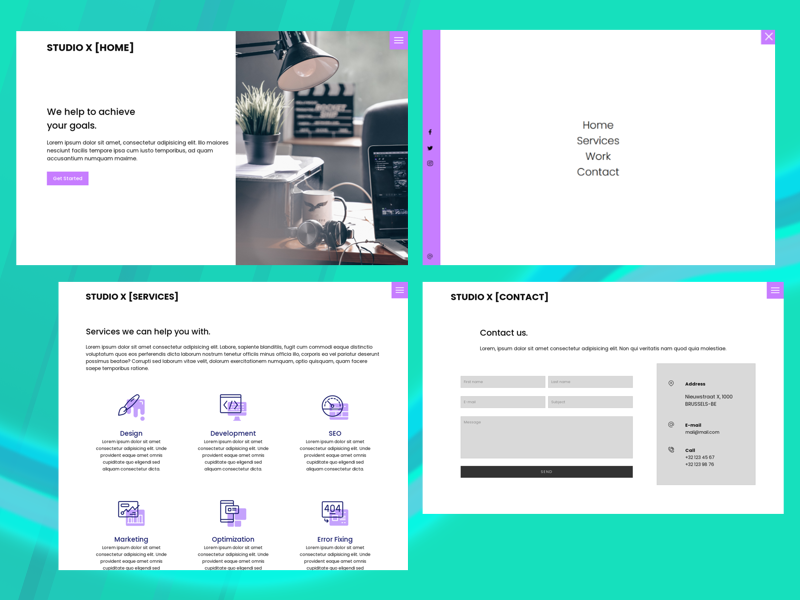 STUDIO X [HOME]
We help to achieve
your goals.
Lorem ipsum dolor sit amet, consectetur adipisicing elit. Illo maiores
nesciunt facilis tempore ipsa cum iusto temporibus, ad quam
accusantium numquam maxime.
Get Started
Home
Services
Work
Contact
STUDIO X [SERVICES]
Services we can help you with.
Lorem ipsum dolor sit amet consectetur adipisicing elit. Labore, sapiente blanditiis, fugit cum commodi eaque distinctio
voluptatum quos eos perferendis dicta laborum nostrum tenetur officiis minus officia illo, corporis ea vel pariatur deserunt
minima possimus beatae? Corrupti sed laborum vitae velit, dolorum exercitationem numquam, optio quisquam, quam facere
saepe temporibus ratione.
Design
Lorem ipsum dolor sit amet
consectetur adipisicing elit. Unde
provident eaque amet omnis
cupiditate quo eligendi sed
aliquam consectetur dicta.
Development
Lorem ipsum dolor sit amet
consectetur adipisicing elit. Unde
provident eaque amet omnis
cupiditate quo eligendi sed
aliquam consectetur dicta.
SEO
Lorem ipsum dolor sit amet
consectetur adipisicing elit. Unde
provident eaque amet omnis
cupiditate quo eligendi sed
aliquam consectetur dicta.
Marketing
Lorem ipsum dolor sit amet
consectetur adipisicing elit. Unde
provident eaque amet omnis
cupiditate quo eligendi sed
Optimization
Lorem ipsum dolor sit amet
consectetur adipisicing elit. Unde
provident eaque amet omnis
cupiditate quo eligendi sed
404
Error Fixing
Lorem ipsum dolor sit amet
consectetur adipisicing elit. Unde
provident eaque amet omnis
cupiditate quo eligendi sed
STUDIO X [CONTACT]
Contact us.
Lorem, ipsum dolor sit amet consectetur adipisicing elit. Non qui veritatis nam quod quia molestiae.
First name
Last name
E-mail
Subject
Message
SEND
Address
Nieuwstraat X, 1000
BRUSSELS-BE
E-mail
mail@mail.com
Call
+32 123 45 67
+32 123 98 76